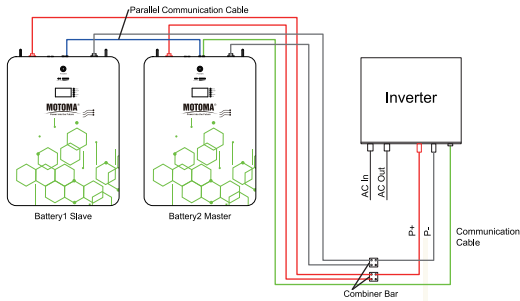 Parallel Communication Cable
MOTOMA®
MOTOMA®
Inverter
AC In
AC Out
P+
P-
Battery1 Slave
Battery2 Master
Communication
Cable
Combiner Bar